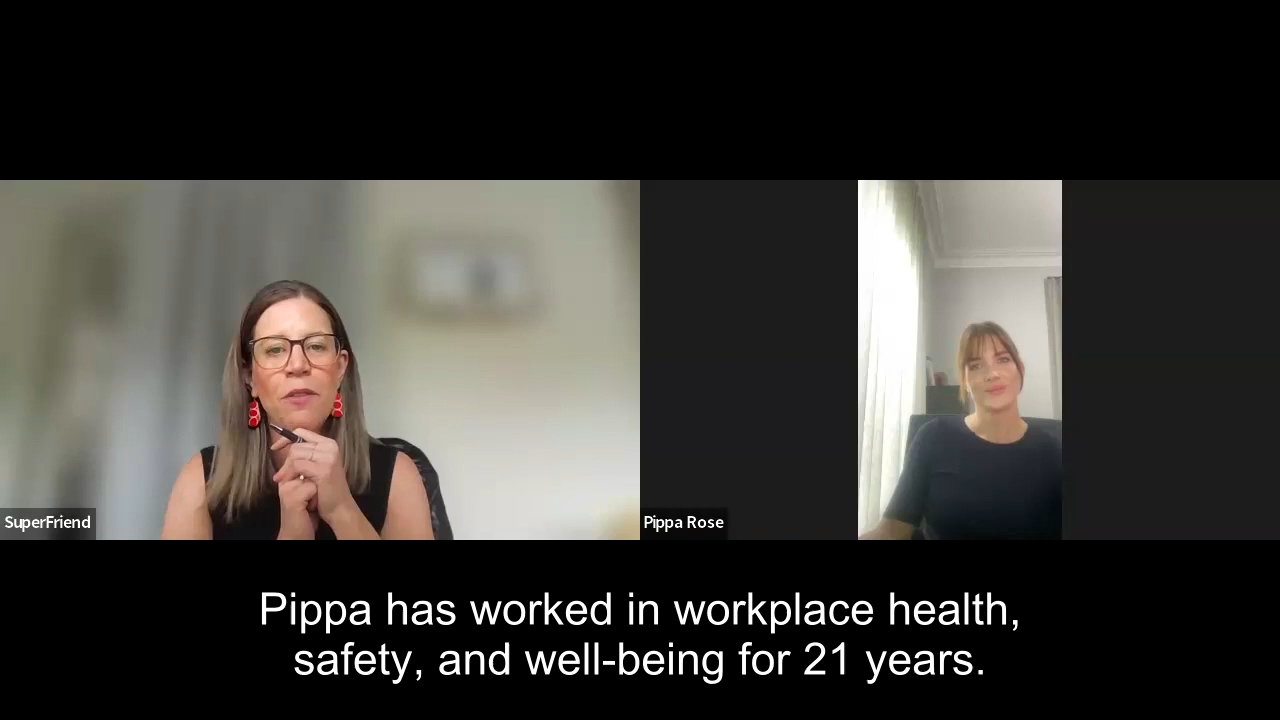 SuperFriend
Pippa Rose
Pippa has worked in workplace health,
safety, and well-being for 21 years.